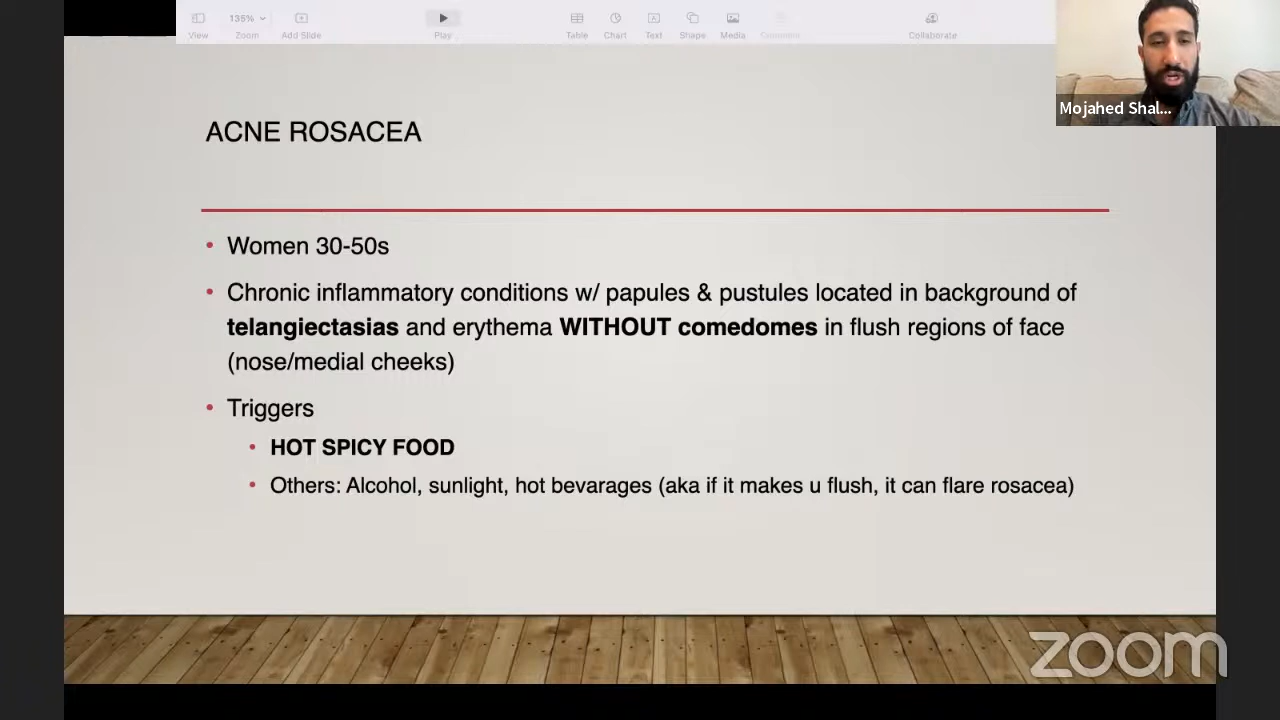 135%
View
Zoom
Add Slide
Play
Table
Chart
Text
Shape
Media
Comment
Collaborate
Mojahed Shal...
ACNE ROSACEA
• Women 30-50s
• Chronic inflammatory conditions w/ papules & pustules located in background of
telangiectasias and erythema WITHOUT comedomes in flush regions of face
(nose/medial cheeks)
• Triggers
• HOT SPICY FOOD
• Others: Alcohol, sunlight, hot bevarages (aka if it makes u flush, it can flare rosacea)
zoom